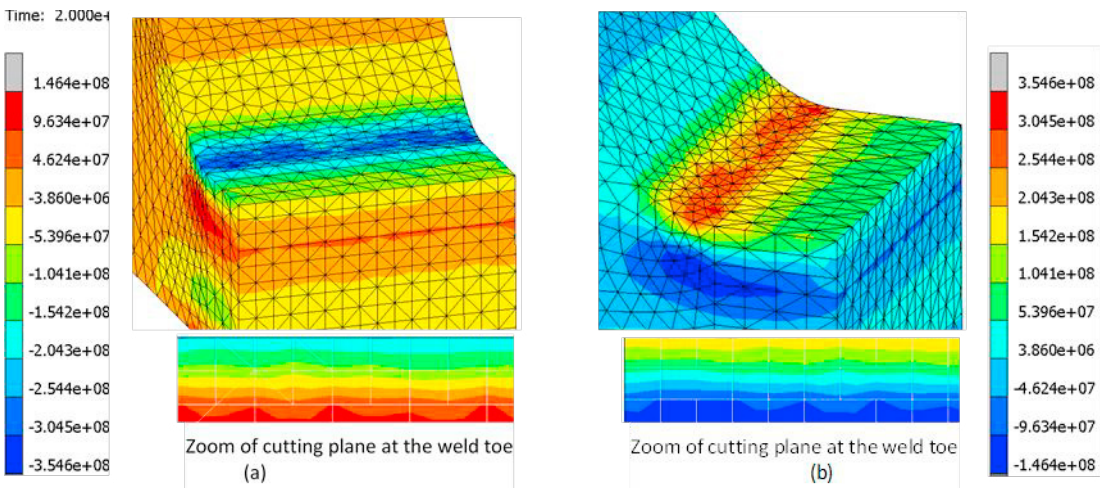 Time: 2.000e+
1.464e+08
9.634e+07
4.624e+07
-3.860e+06
-5.396e+07
-1.041e+08
-1.542e+08
-2.043e+08
-2.544e+08
-3.045e+08
-3.546e+08
Zoom of cutting plane at the weld toe
(a)
Zoom of cutting plane at the weld toe
(b)
3.546e+08
3.045e+08
2.544e+08
2.043e+08
1.542e+08
1.041e+08
5.396e+07
3.860e+06
-4.624e+07
-9.634e+07
-1.464e+08